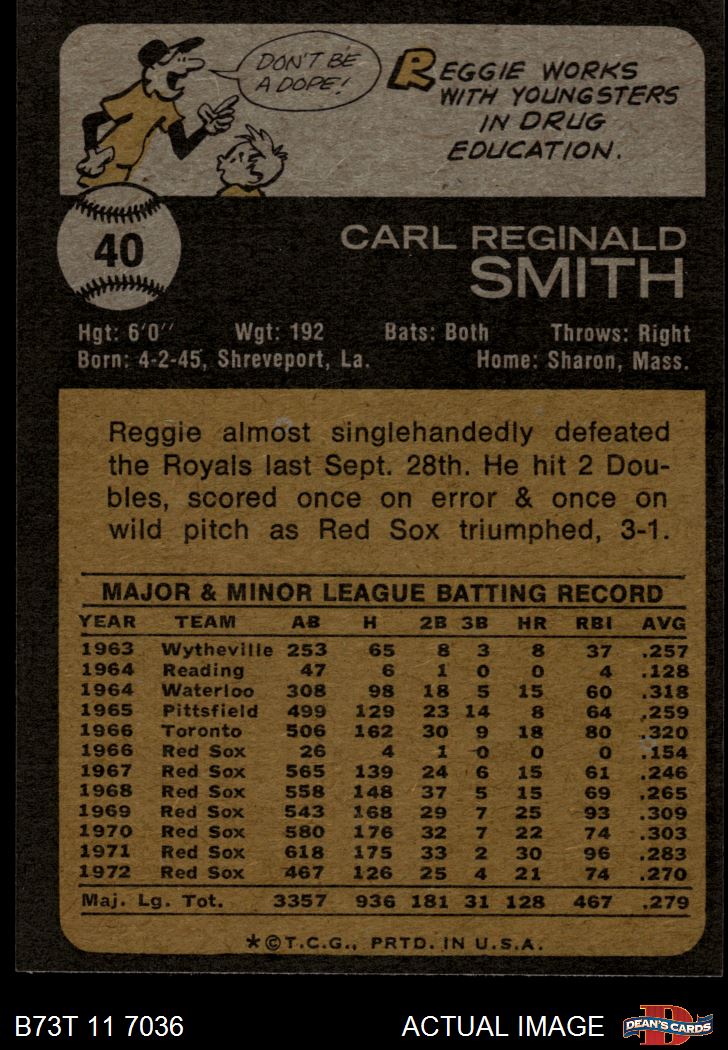 DON'T BE
A DOPE!
REGGIE WORKS
WITH YOUNGSTERS
IN DRUG
EDUCATION.
40
CARL REGINALD
SMITH
Hgt: 6'0" Wgt: 192 Bats: Both Throws: Right
Born: 4-2-45, Shreveport, La. Home: Sharon, Mass.
Reggie almost singlehandedly defeated
the Royals last Sept. 28th. He hit 2 Dou-
bles, scored once on error & once on
wild pitch as Red Sox triumphed, 3-1.
MAJOR & MINOR LEAGUE BATTING RECORD
YEAR TEAM AB H 2B 3B HR RBI AVG
1963 Wytheville 253 65 8 3 8 37 .257
1964 Reading 47 6 1 0 0 4 .128
1964 Waterloo 308 98 18 5 15 60 .318
1965 Pittsfield 499 129 23 14 8 64 .259
1966 Toronto 506 162 30 9 18 80 .320
1966 Red Sox 26 4 1 0 0 0 .154
1967 Red Sox 565 139 24 6 15 61 .246
1968 Red Sox 558 148 37 5 15 69 .265
1969 Red Sox 543 168 29 7 25 93 .309
1970 Red Sox 580 176 32 7 22 74 .303
1971 Red Sox 618 175 33 2 30 96 .283
1972 Red Sox 467 126 25 4 21 74 .270
Maj. Lg. Tot. 3357 936 181 31 128 467 .279
*©T.C.G., PRTD. IN U.S.A.
B73T 11 7036 ACTUAL IMAGE
D
DEAN'S CARDS